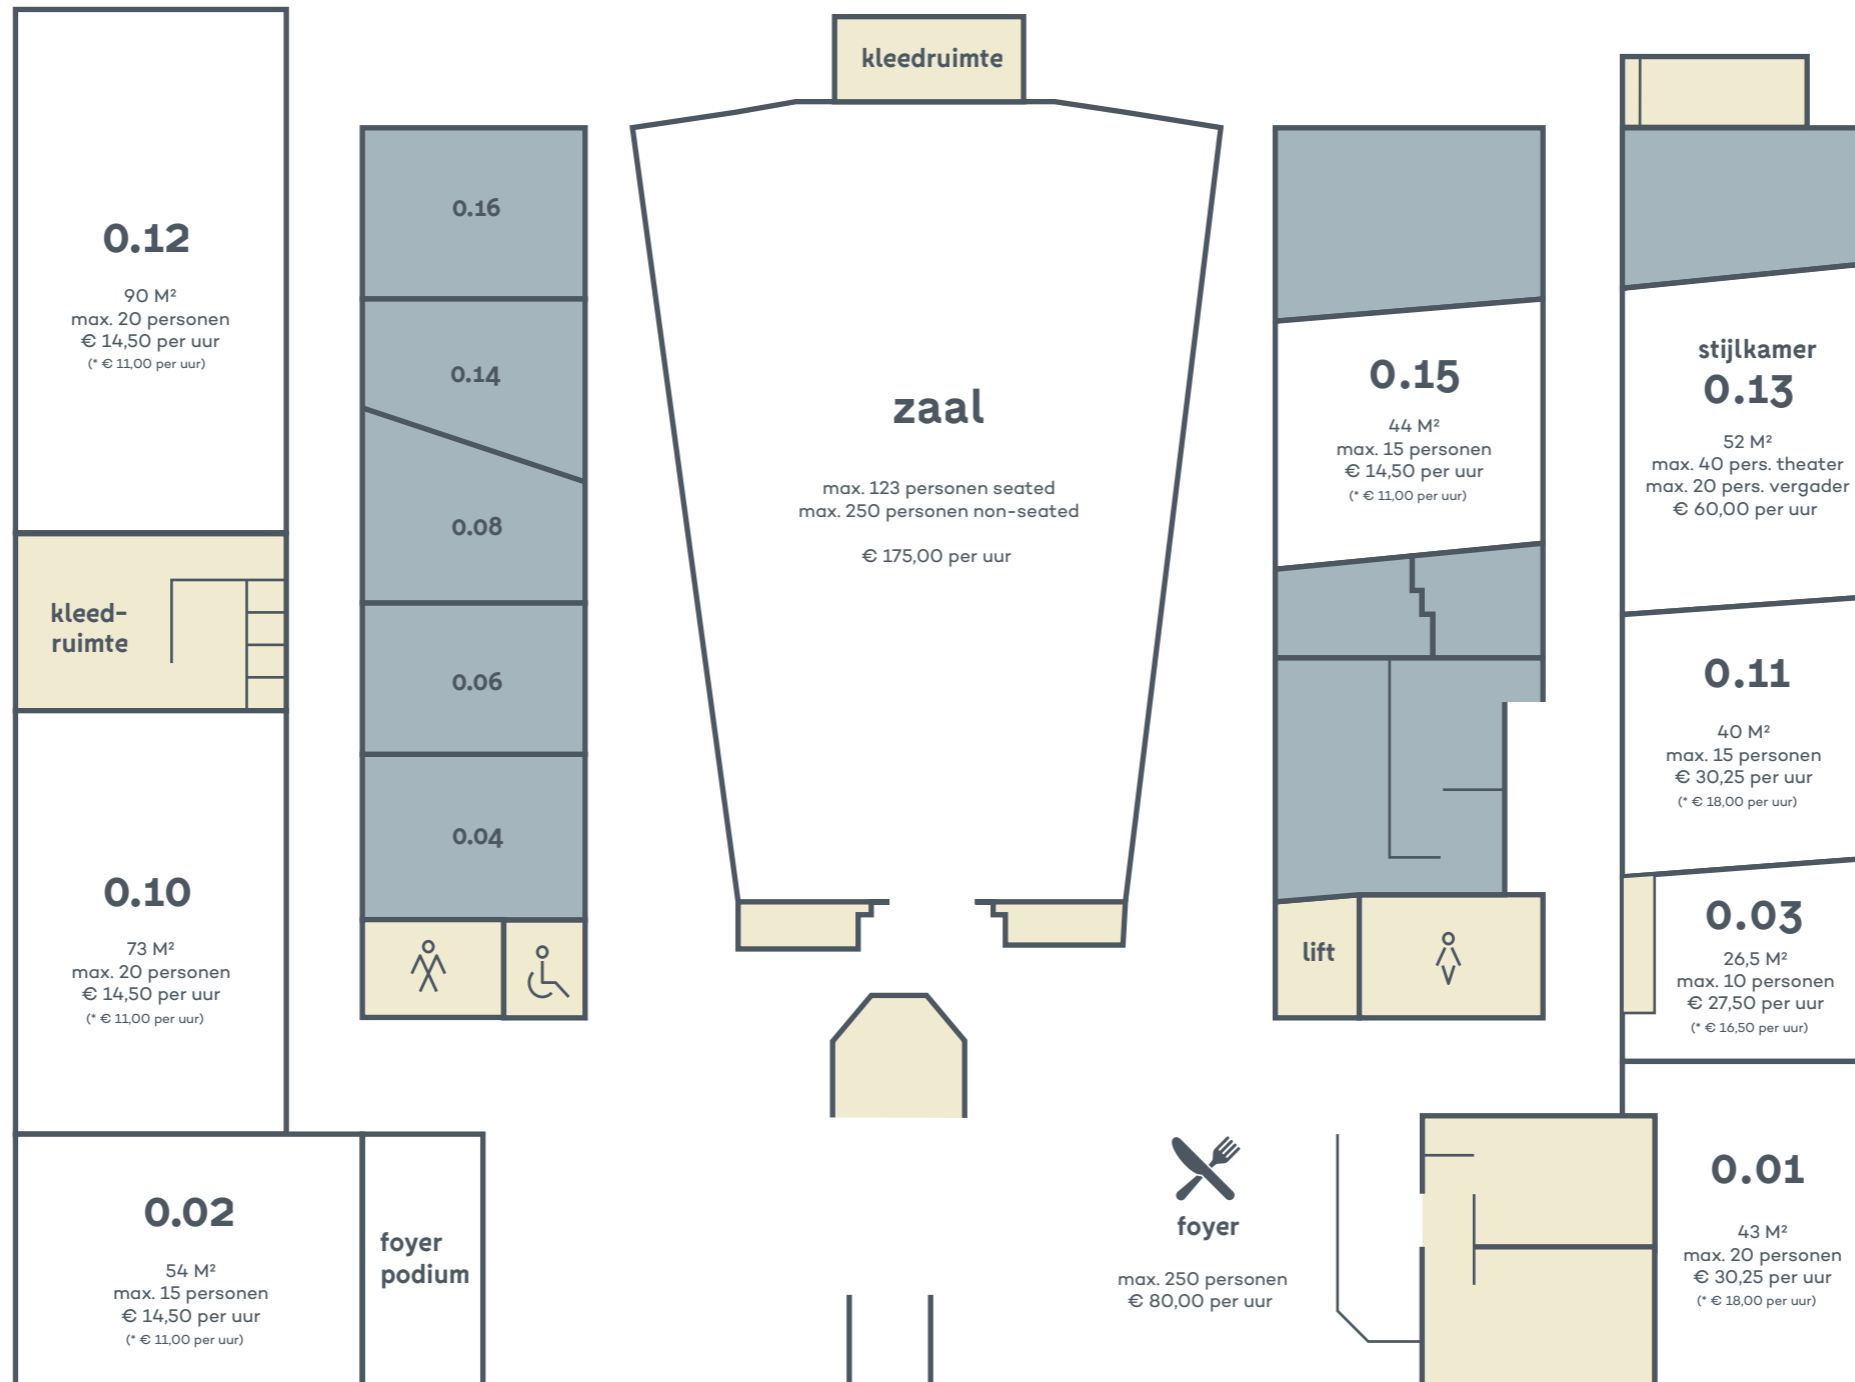 kleedruimte
0.12
90 M²
max. 20 personen
€ 14,50 per uur
(* € 11,00 per uur)
kleed-
ruimte
0.10
73 M²
max. 20 personen
€ 14,50 per uur
(* € 11,00 per uur)
0.02
54 M²
max. 15 personen
€ 14,50 per uur
(* € 11,00 per uur)
foyer
podium
0.16
0.14
0.08
0.06
0.04
zaal
max. 123 personen seated
max. 250 personen non-seated
€ 175,00 per uur
0.15
44 M²
max. 15 personen
€ 14,50 per uur
(* € 11,00 per uur)
lift
foyer
max. 250 personen
€ 80,00 per uur
stijlkamer
0.13
52 M²
max. 40 pers. theater
max. 20 pers. vergader
€ 60,00 per uur
0.11
40 M²
max. 15 personen
€ 30,25 per uur
(* € 18,00 per uur)
0.03
26,5 M²
max. 10 personen
€ 27,50 per uur
(* € 16,50 per uur)
0.01
43 M²
max. 20 personen
€ 30,25 per uur
(* € 18,00 per uur)